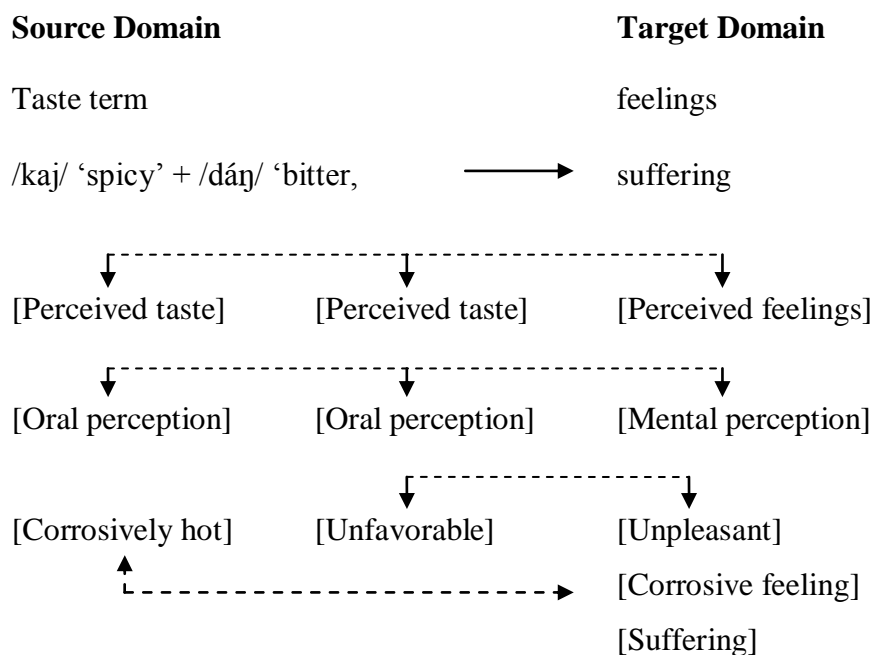 Source Domain Target Domain
Taste term feelings
/kaj/ ‘spicy’ + /dáŋ/ ‘bitter, suffering
[Perceived taste] [Perceived taste] [Perceived feelings]
[Oral perception] [Oral perception] [Mental perception]
[Corrosively hot] [Unfavorable] [Unpleasant]
[Corrosive feeling]
[Suffering]